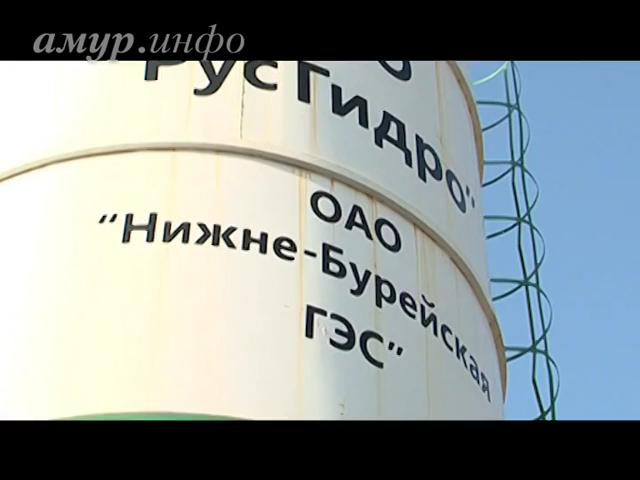 амур.инфо
РусГидро"
ОАО
"Нижне-Бурейская
ГЭС"